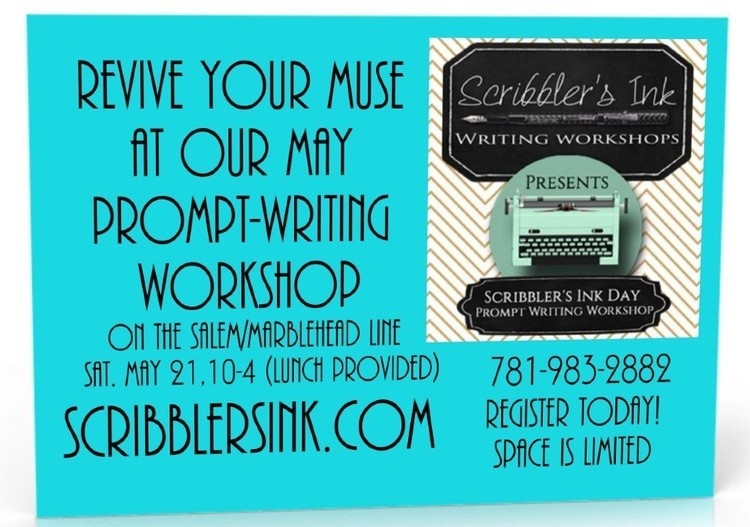 REVIVE YOUR MUSE
AT OUR MAY
PROMPT-WRITING
WORKSHOP
ON THE SALEM/MARBLEHEAD LINE
SAT. MAY 21,10-4 (LUNCH PROVIDED)
SCRIBBLERSINK.COM
Scribbler's Ink
WRITING WORKSHOPS
PRESENTS
SCRIBBLER'S INK DAY
PROMPT WRITING WORKSHOP
781-983-2882
REGISTER TODAY!
SPACE IS LIMITED